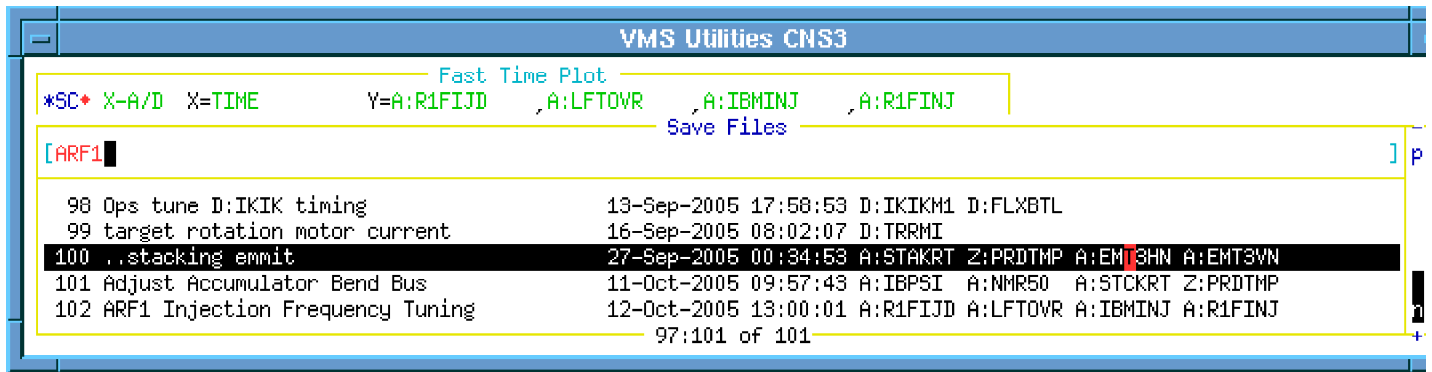 VMS Utilities CNS3
Fast Time Plot
*SC♦ X-A/D X=TIME Y=A:R1FIJD ,A:LFTOVR ,A:IBMINJ ,A:R1FINJ
Save Files
[ARF1 ] p
98 Ops tune D:IKIK timing 13-Sep-2005 17:58:53 D:IKIKM1 D:FLXBTL
99 target rotation motor current 16-Sep-2005 08:02:07 D:TRRMI
100 ..stacking emmit 27-Sep-2005 00:34:53 A:STAKRT Z:PRDTMP A:EMT3HN A:EMT3VN
101 Adjust Accumulator Bend Bus 11-Oct-2005 09:57:43 A:IBPSI A:NMR50 A:STCKRT Z:PRDTMP
102 ARF1 Injection Frequency Tuning 12-Oct-2005 13:00:01 A:R1FIJD A:LFTOVR A:IBMINJ A:R1FINJ n
97:101 of 101 +